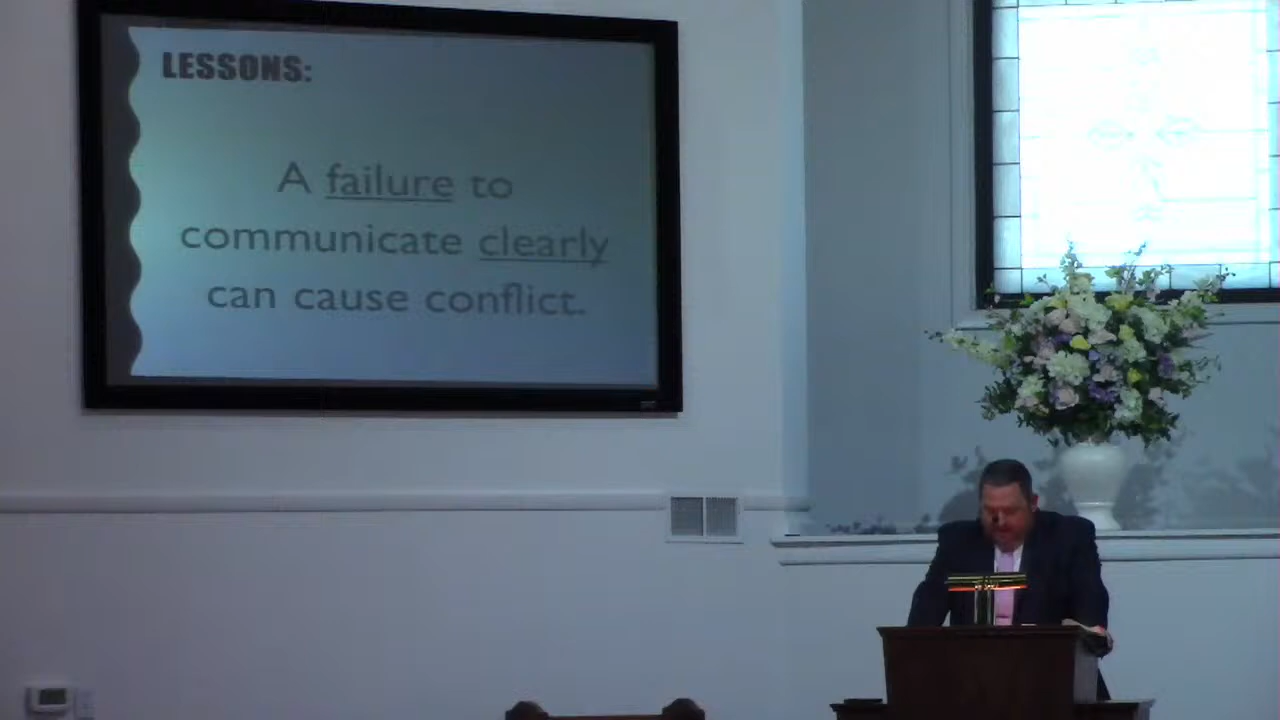 LESSONS:
A failure to
communicate clearly
can cause conflict.